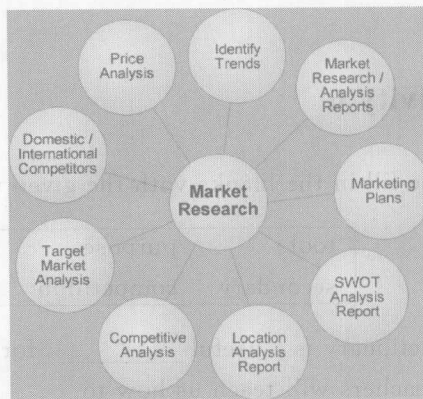 Identify
Trends
Market
Research /
Analysis
Reports
Marketing
Plans
SWOT
Analysis
Report
Location
Analysis
Report
Competitive
Analysis
Target
Market
Analysis
Domestic /
International
Competitors
Price
Analysis
Market
Research